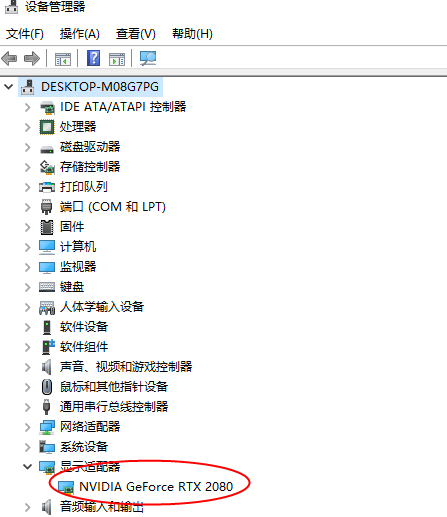 设备管理器
文件(F) 操作(A) 查看(V) 帮助(H)
DESKTOP-M08G7PG
IDE ATA/ATAPI 控制器
处理器
磁盘驱动器
存储控制器
打印队列
端口 (COM 和 LPT)
固件
计算机
监视器
键盘
人体学输入设备
软件设备
软件组件
声音、视频和游戏控制器
鼠标和其他指针设备
通用串行总线控制器
网络适配器
系统设备
显示适配器
NVIDIA GeForce RTX 2080
音频输入和输出